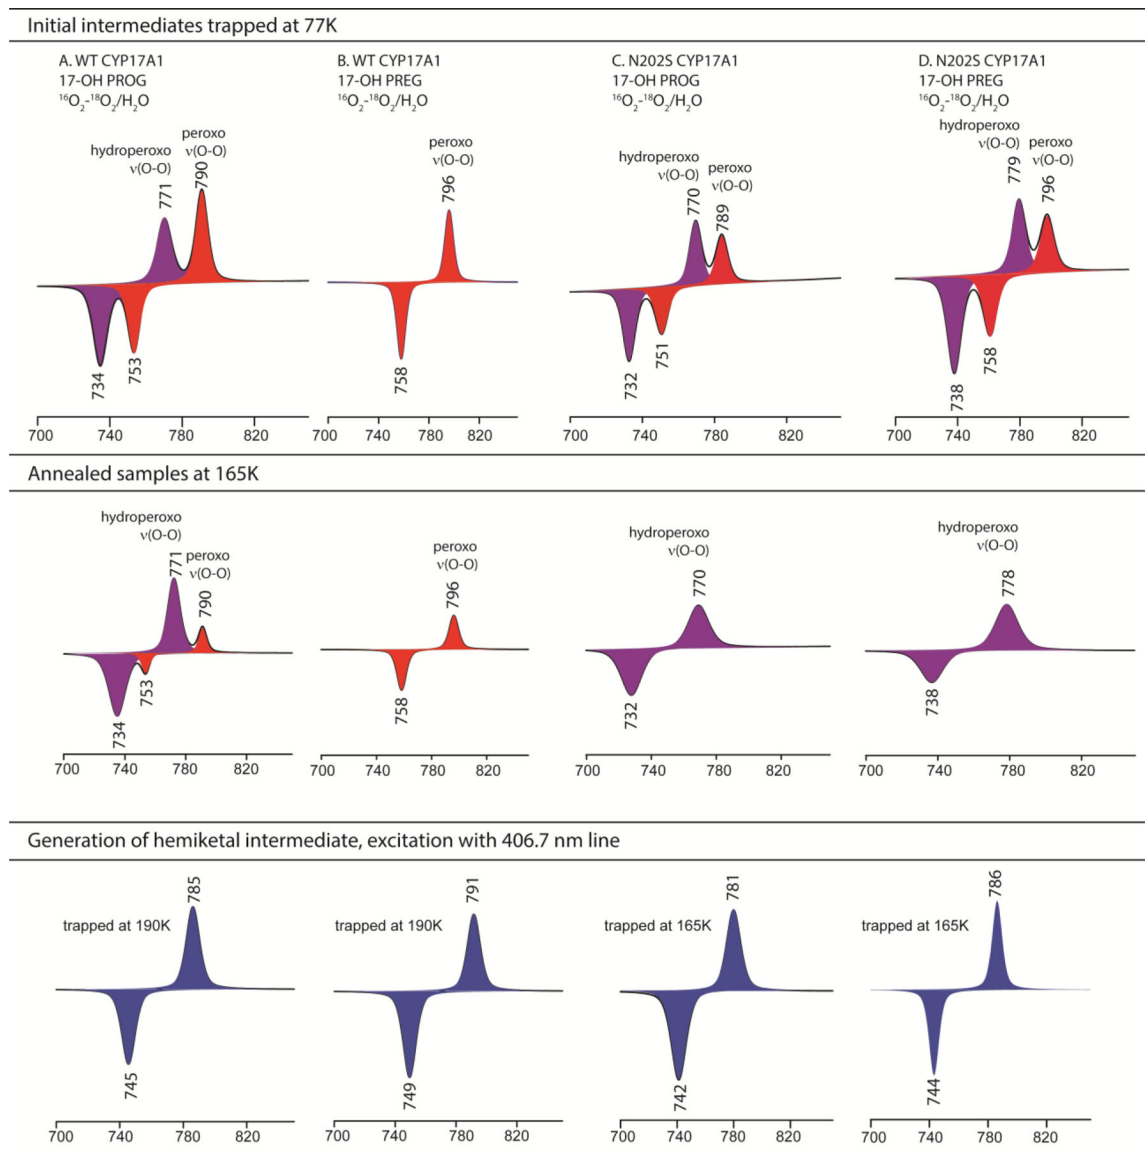 Initial intermediates trapped at 77K
A. WT CYP17A1
17-OH PROG
¹⁶O₂-¹⁸O₂/H₂O
hydroperoxo
ν(O-O)
771
peroxo
ν(O-O)
790
734
753
700 740 780 820
B. WT CYP17A1
17-OH PREG
¹⁶O₂-¹⁸O₂/H₂O
peroxo
ν(O-O)
796
758
700 740 780 820
C. N202S CYP17A1
17-OH PROG
¹⁶O₂-¹⁸O₂/H₂O
hydroperoxo
ν(O-O)
770
peroxo
ν(O-O)
789
732
751
700 740 780 820
D. N202S CYP17A1
17-OH PREG
¹⁶O₂-¹⁸O₂/H₂O
hydroperoxo
ν(O-O)
779
peroxo
ν(O-O)
796
738
758
700 740 780 820
Annealed samples at 165K
hydroperoxo
ν(O-O)
771
peroxo
ν(O-O)
790
734
753
700 740 780 820
peroxo
ν(O-O)
796
758
700 740 780 820
hydroperoxo
ν(O-O)
770
732
700 740 780 820
hydroperoxo
ν(O-O)
778
738
700 740 780 820
Generation of hemiketal intermediate, excitation with 406.7 nm line
trapped at 190K
785
745
700 740 780 820
trapped at 190K
791
749
700 740 780 820
trapped at 165K
781
742
700 740 780 820
trapped at 165K
786
744
700 740 780 820